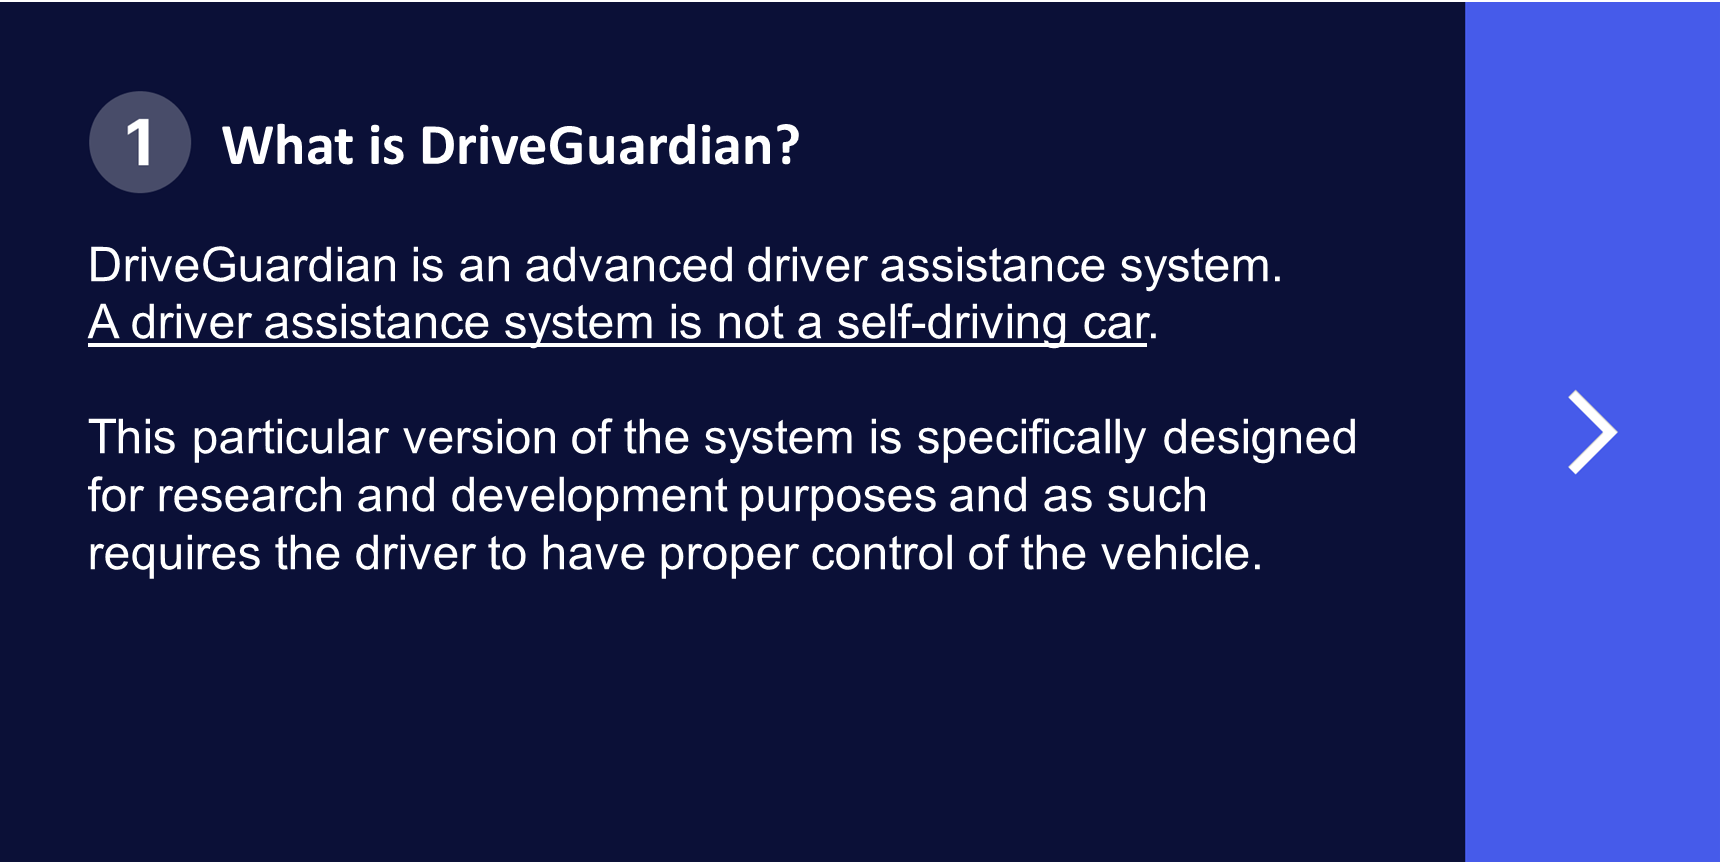 1 What is DriveGuardian?
DriveGuardian is an advanced driver assistance system.
A driver assistance system is not a self-driving car.
This particular version of the system is specifically designed
for research and development purposes and as such
requires the driver to have proper control of the vehicle.